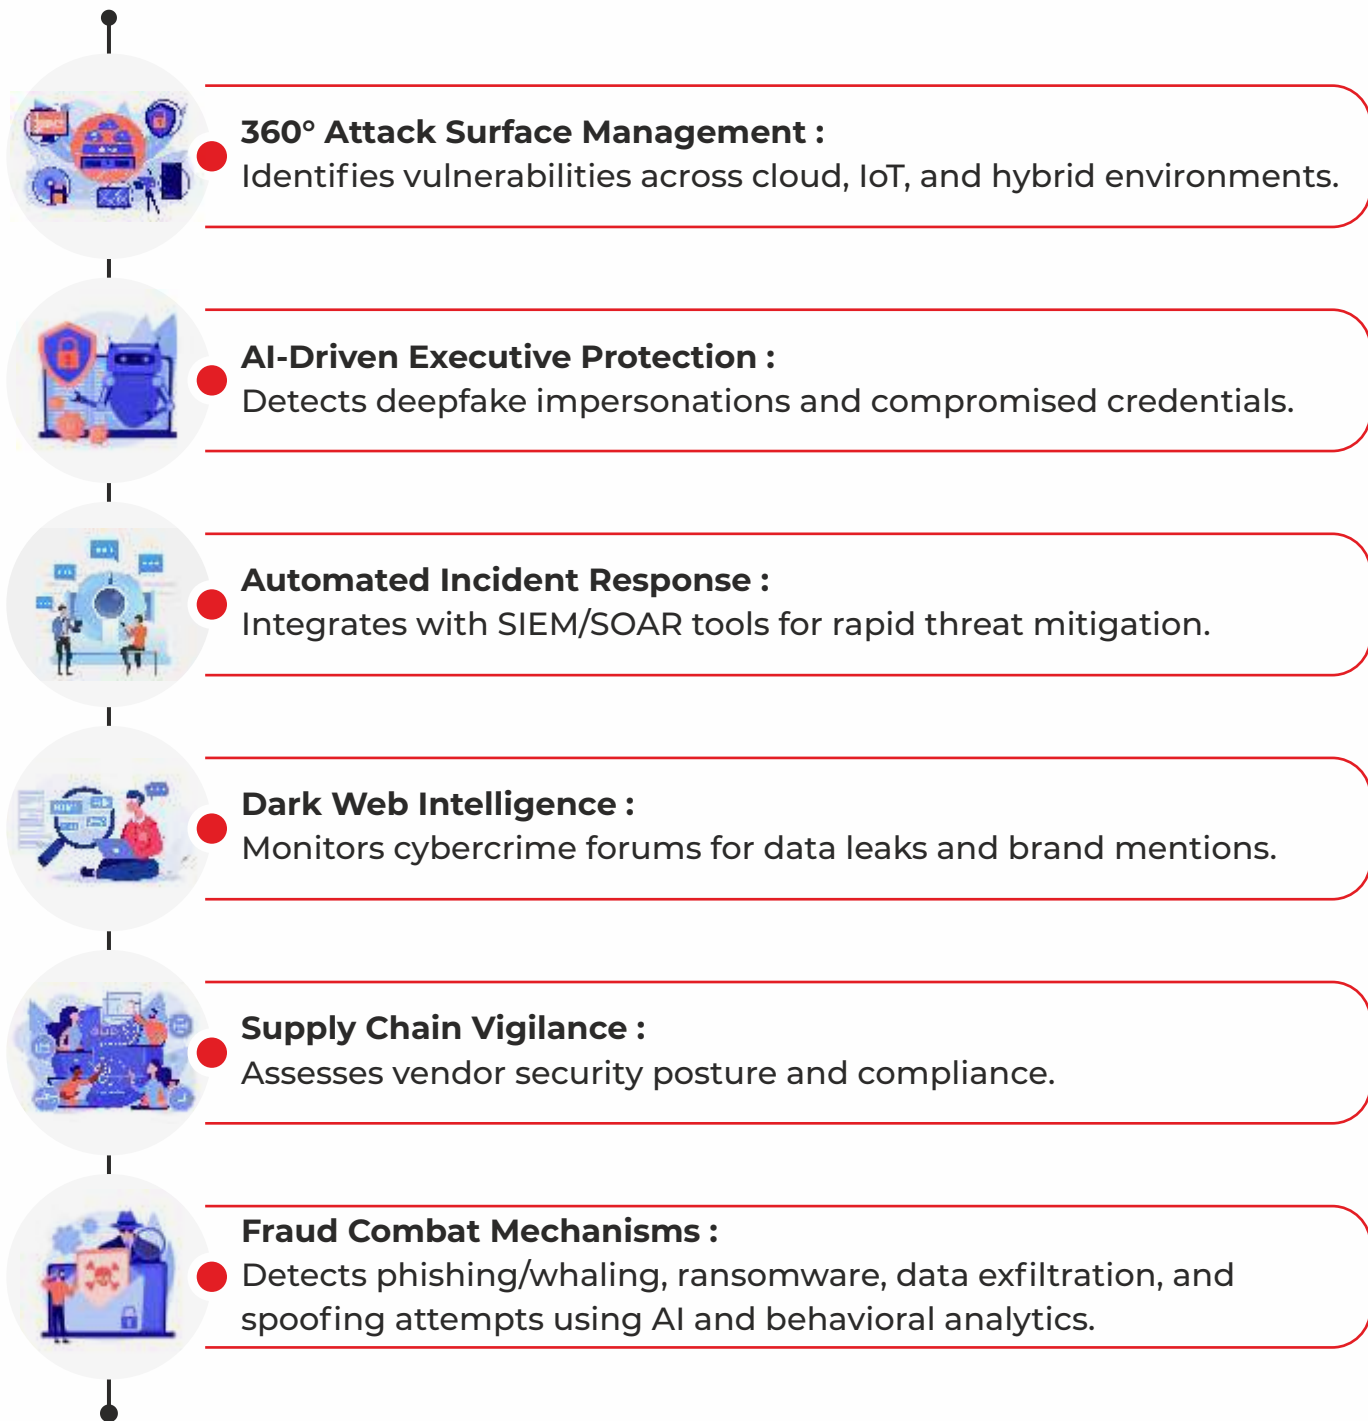 360° Attack Surface Management :
Identifies vulnerabilities across cloud, IoT, and hybrid environments.
AI-Driven Executive Protection :
Detects deepfake impersonations and compromised credentials.
Automated Incident Response :
Integrates with SIEM/SOAR tools for rapid threat mitigation.
Dark Web Intelligence :
Monitors cybercrime forums for data leaks and brand mentions.
Supply Chain Vigilance :
Assesses vendor security posture and compliance.
Fraud Combat Mechanisms :
Detects phishing/whaling, ransomware, data exfiltration, and
spoofing attempts using AI and behavioral analytics.